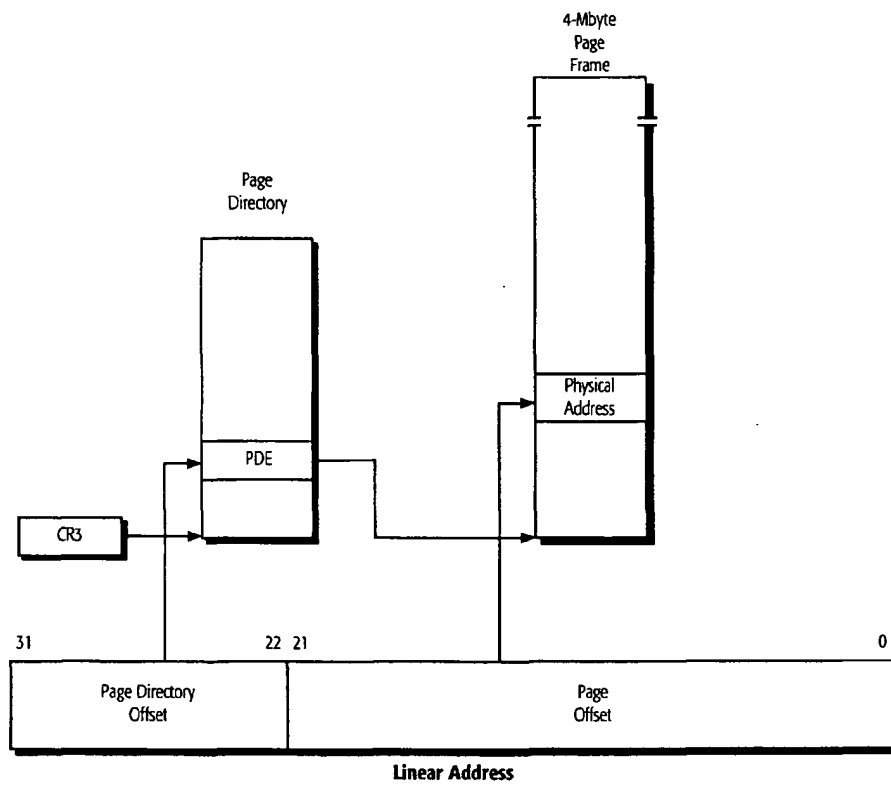 4-Mbyte
Page
Frame
Page
Directory
Physical
Address
PDE
CR3
31
22 21
0
Page Directory
Offset
Page
Offset
Linear Address